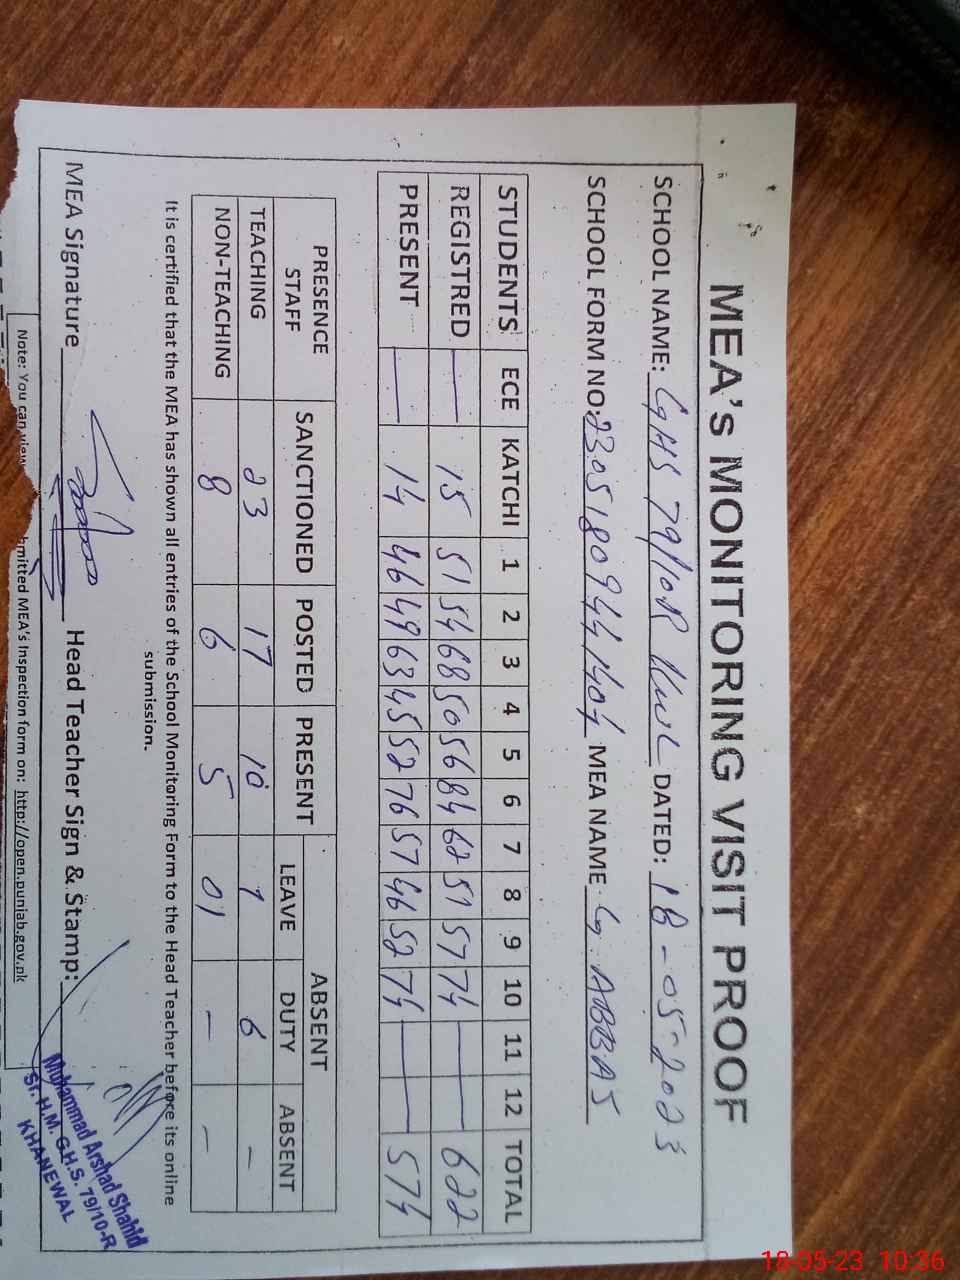 MEA'S MONITORING VISIT PROOF
SCHOOL NAME: GHS 79/10R KWL DATED: 18-05-2023
SCHOOL FORM NO: 23051809441404 MEA NAME G. ABBAS
STUDENTS ECE KATCHI 1 2 3 4 5 6 7 8 9 10 11 12 TOTAL
REGISTRED — 15 51 54 68 50 56 84 62 51 57 74 — — 622
PRESENT — 14 46 49 63 45 52 76 57 46 52 74 — — 574
PRESENCE STAFF SANCTIONED POSTED PRESENT ABSENT
LEAVE DUTY ABSENT
TEACHING 23 17 10 1 6 —
NON-TEACHING 8 6 5 01 — —
It is certified that the MEA has shown all entries of the School Monitoring Form to the Head Teacher before its online
submission.
MEA Signature Head Teacher Sign & Stamp:
Muhammad Arshad Shahid
Sr. H.M. G.H.S. 79/10-R
KHANEWAL
Note: You can view bmitted MEA's Inspection form on: http://open.punjab.gov.pk
18-05-23 10:36